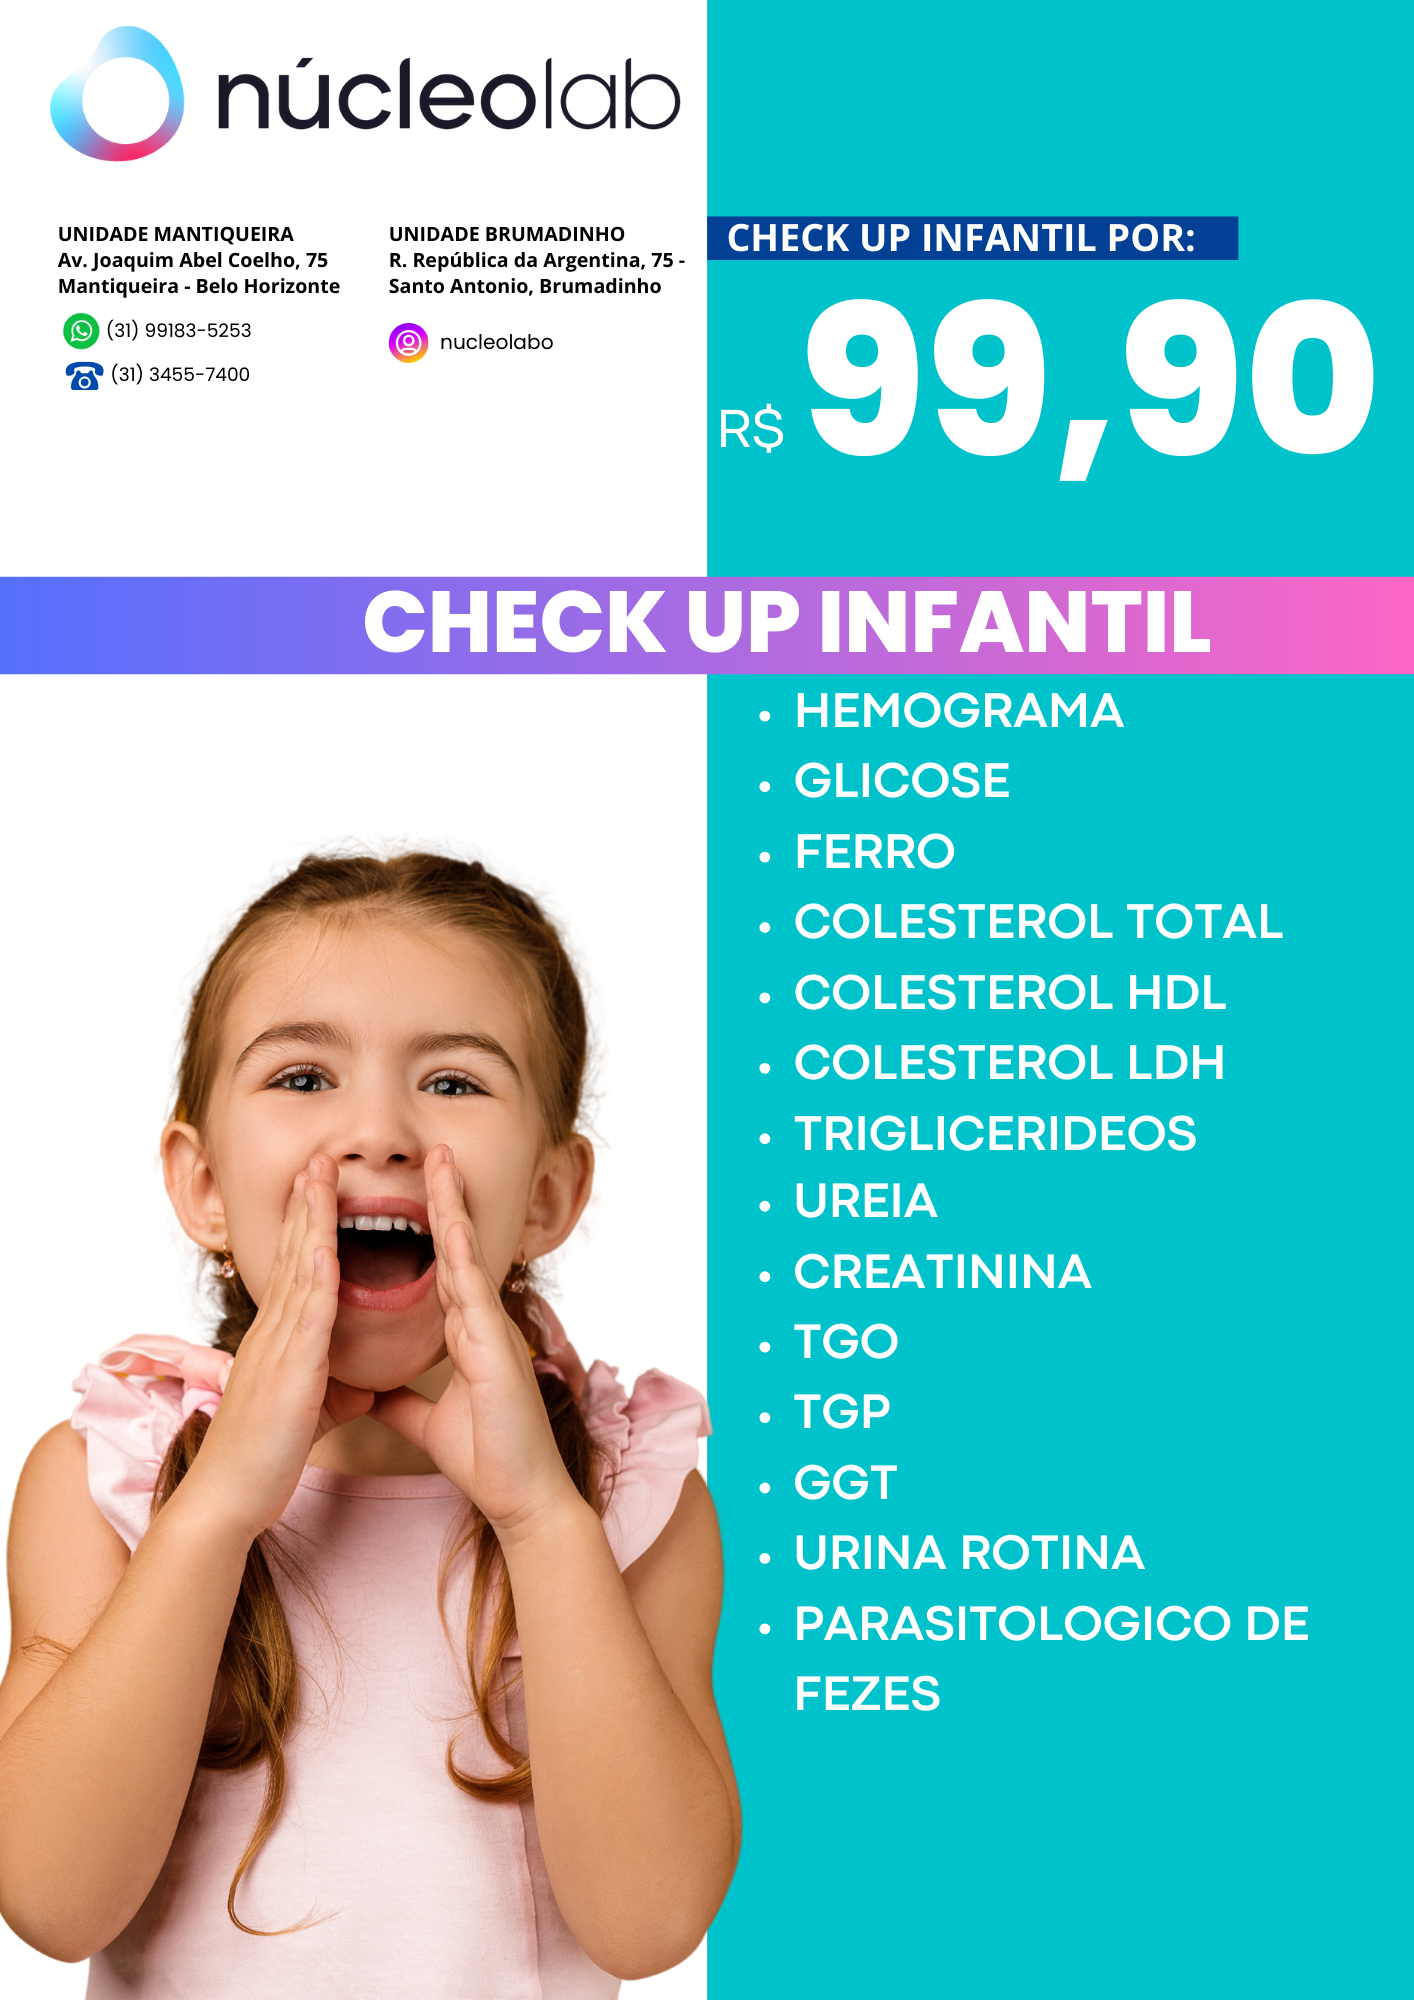 núcleolab
UNIDADE MANTIQUEIRA
Av. Joaquim Abel Coelho, 75
Mantiqueira - Belo Horizonte
(31) 99183-5253
(31) 3455-7400
UNIDADE BRUMADINHO
R. República da Argentina, 75 -
Santo Antonio, Brumadinho
nucleolabo
CHECK UP INFANTIL POR:
R$ 99,90
CHECK UP INFANTIL
• HEMOGRAMA
• GLICOSE
• FERRO
• COLESTEROL TOTAL
• COLESTEROL HDL
• COLESTEROL LDH
• TRIGLICERIDEOS
• UREIA
• CREATININA
• TGO
• TGP
• GGT
• URINA ROTINA
• PARASITOLOGICO DE
FEZES